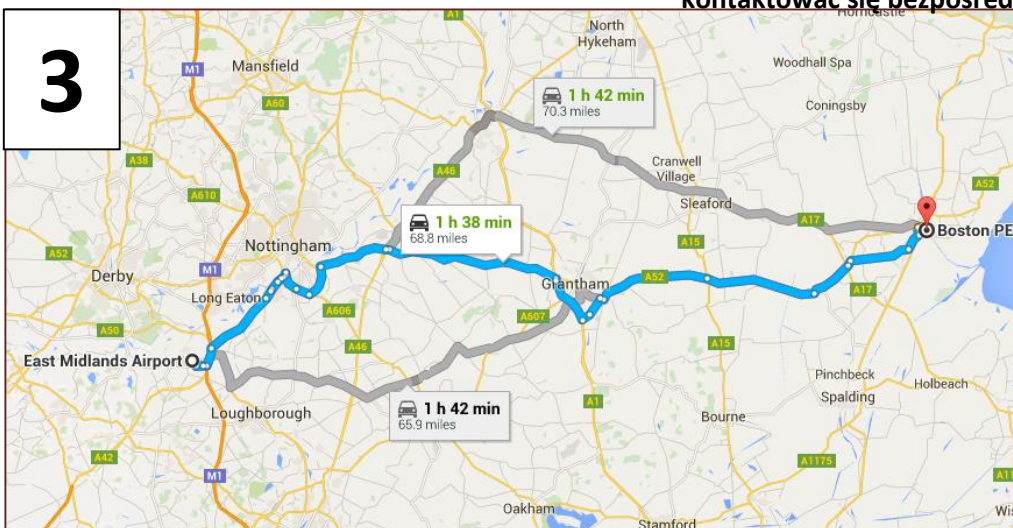 kontaktować się bezpośred
3
A1
Horncastle
North
Hykeham
M1
Mansfield
Woodhall Spa
1 h 42 min
70.3 miles
A60
Coningsby
A38
Cranwell
Village
A46
A52
A610
Sleaford
1 h 38 min
68.8 miles
A17
Boston PE
Nottingham
A15
A52
M1
Derby
Grantham
A52
Long Eaton
A17
A606
A607
A50
A46
A15
East Midlands Airport
Pinchbeck
Spalding
Holbeach
1 h 42 min
65.9 miles
A1
Loughborough
Bourne
A42
A1175
M1
Oakham
Stamford